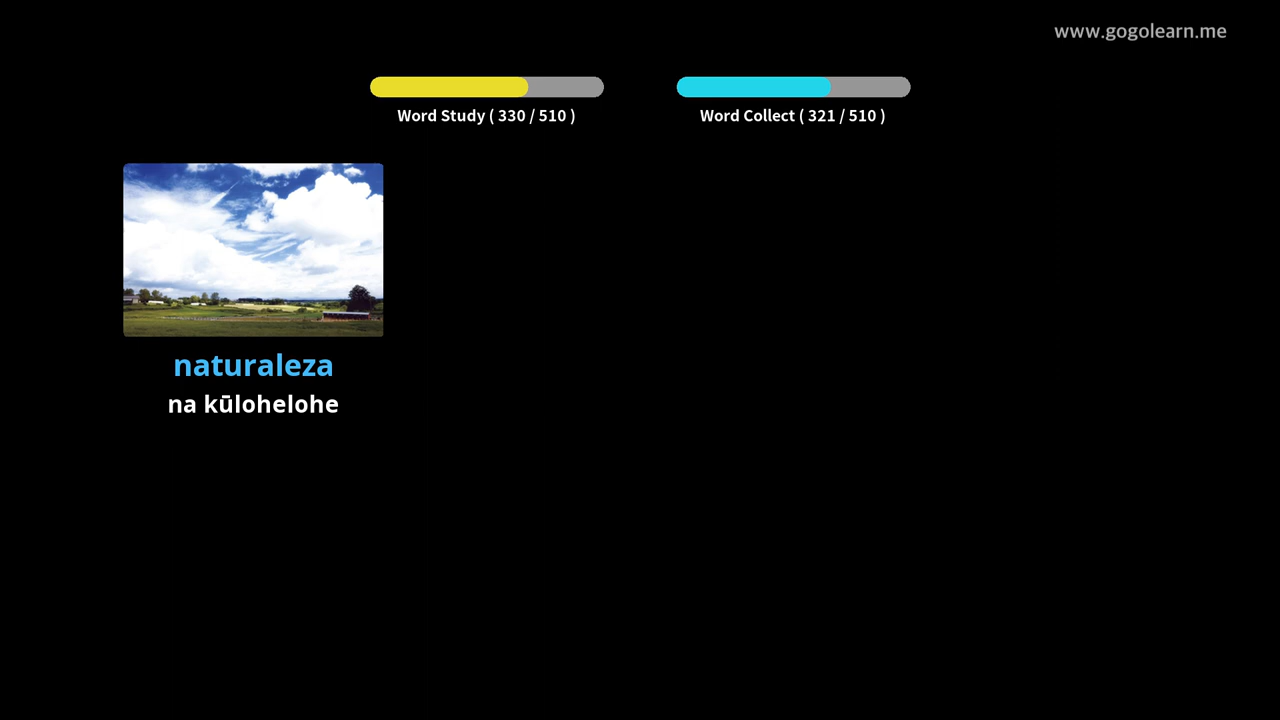 www.gogolearn.me
Word Study ( 330 / 510 )
Word Collect ( 321 / 510 )
naturaleza
na kūlohelohe